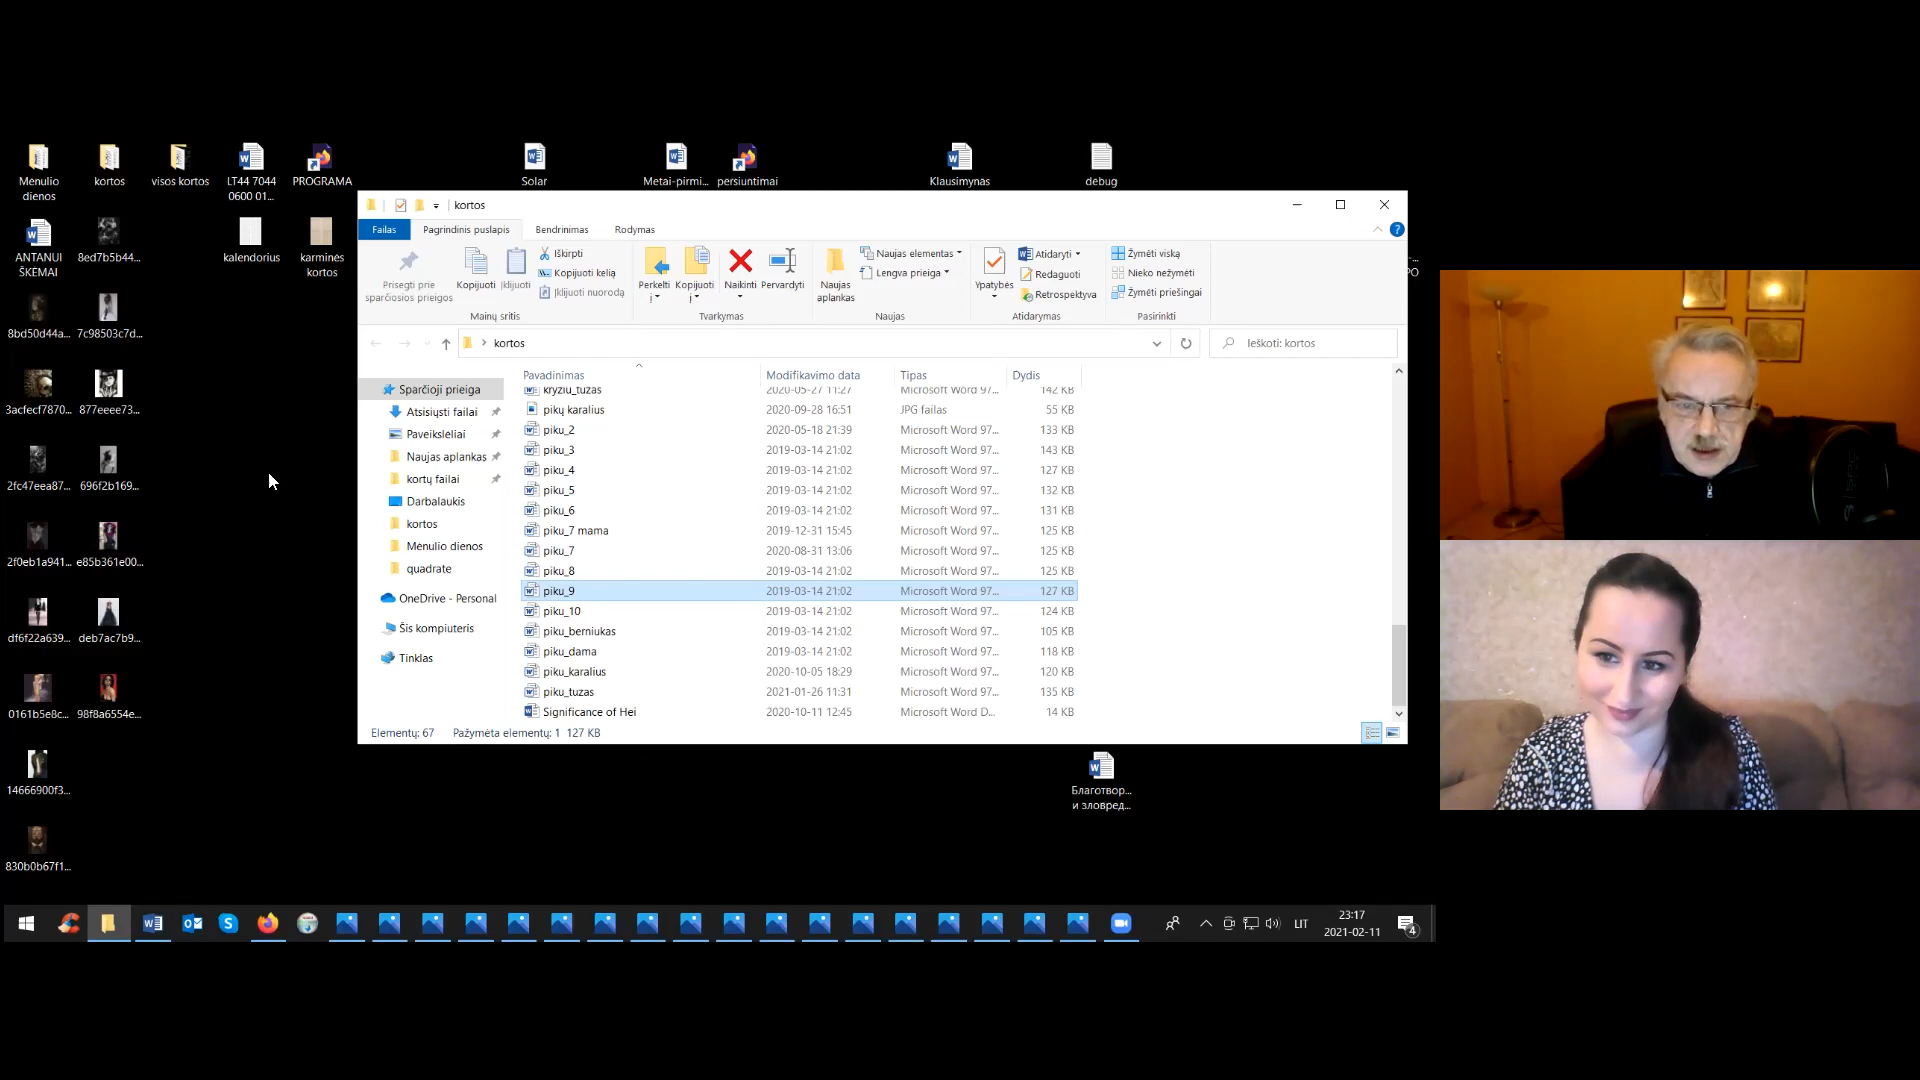 Menulio dienos
kortos
visos kortos
LT44 7044 0600 01...
PROGRAMA
Solar
Metai-pirmi...
persiuntimai
Klausimynas
debug
ANTANUI ŠKĖMAI
8ed7b5b44...
kalendorius
karminės kortos
8bd50d44a...
7c98503c7d...
3acfecf7870...
877eeee73...
2fc47eea87...
696f2b169...
2f0eb1a941...
e85b361e00...
df6f22a639...
deb7ac7b9...
0161b5e8c...
98f8a6554e...
14666900f3...
830b0b67f1...
kortos
Failas
Pagrindinis puslapis
Bendrinimas
Rodymas
Prisegti prie sparčiosios prieigos
Kopijuoti
Įklijuoti
Iškirpti
Kopijuoti kelią
Įklijuoti nuorodą
Mainų sritis
Perkelti į
Kopijuoti į
Naikinti
Pervardyti
Tvarkymas
Naujas aplankas
Naujas elementas
Lengva prieiga
Naujas
Ypatybės
Atidaryti
Redaguoti
Retrospektyva
Atidarymas
Žymėti viską
Nieko nežymėti
Žymėti priešingai
Pasirinkti
kortos
Ieškoti: kortos
Sparčioji prieiga
Atsisiųsti failai
Paveikslėliai
Naujas aplankas
kortų failai
Darbalaukis
kortos
Menulio dienos
quadrate
OneDrive - Personal
Šis kompiuteris
Tinklas
Pavadinimas Modifikavimo data Tipas Dydis
kryziu_tuzas 2020-05-27 11:27 Microsoft Word 97... 142 KB
pikų karalius 2020-09-28 16:51 JPG failas 55 KB
piku_2 2020-05-18 21:39 Microsoft Word 97... 133 KB
piku_3 2019-03-14 21:02 Microsoft Word 97... 143 KB
piku_4 2019-03-14 21:02 Microsoft Word 97... 127 KB
piku_5 2019-03-14 21:02 Microsoft Word 97... 132 KB
piku_6 2019-03-14 21:02 Microsoft Word 97... 131 KB
piku_7 mama 2019-12-31 15:45 Microsoft Word 97... 125 KB
piku_7 2020-08-31 13:06 Microsoft Word 97... 125 KB
piku_8 2019-03-14 21:02 Microsoft Word 97... 125 KB
piku_9 2019-03-14 21:02 Microsoft Word 97... 127 KB
piku_10 2019-03-14 21:02 Microsoft Word 97... 124 KB
piku_berniukas 2019-03-14 21:02 Microsoft Word 97... 105 KB
piku_dama 2019-03-14 21:02 Microsoft Word 97... 118 KB
piku_karalius 2020-10-05 18:29 Microsoft Word 97... 120 KB
piku_tuzas 2021-01-26 11:31 Microsoft Word 97... 135 KB
Significance of Hei 2020-10-11 12:45 Microsoft Word D... 14 KB
Elementų: 67 Pažymėta elementų: 1 127 KB
Благотвор... и зловред...
LIT
23:17
2021-02-11
4